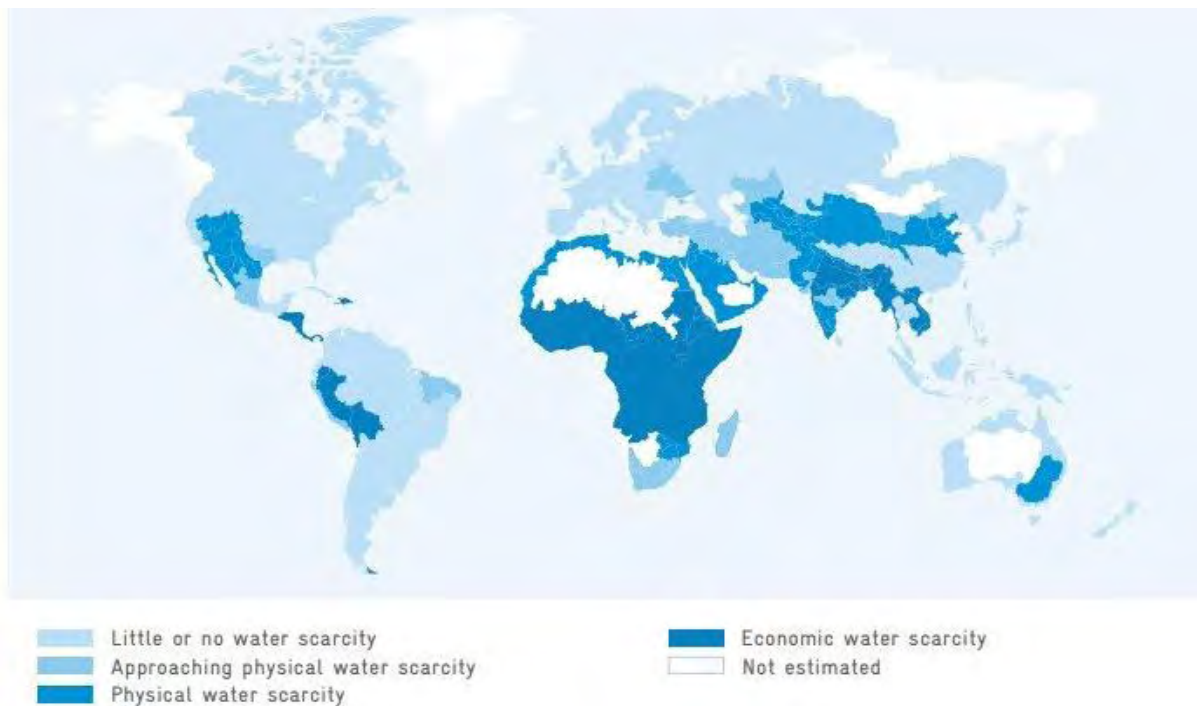 Little or no water scarcity
Approaching physical water scarcity
Physical water scarcity
Economic water scarcity
Not estimated